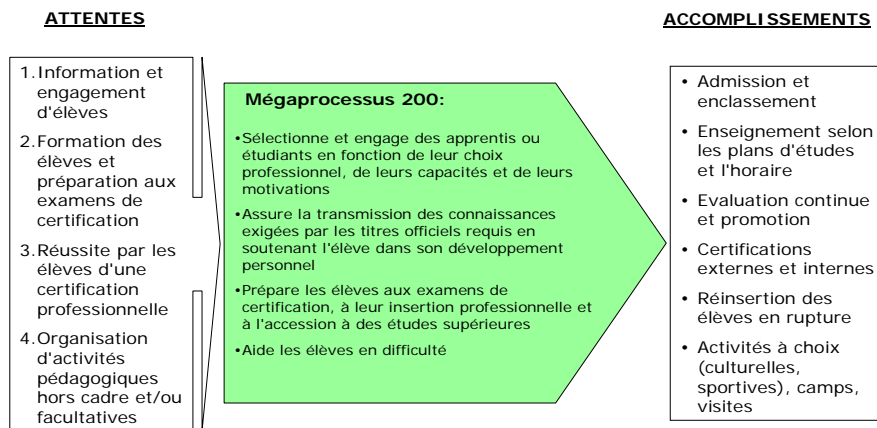 ATTENTES
1.Information et
engagement
d'élèves
2.Formation des
élèves et
préparation aux
examens de
certification
3.Réussite par les
élèves d'une
certification
professionnelle
4.Organisation
d'activités
pédagogiques
hors cadre et/ou
facultatives
Mégaprocessus 200:
•Sélectionne et engage des apprentis ou
étudiants en fonction de leur choix
professionnel, de leurs capacités et de leurs
motivations
•Assure la transmission des connaissances
exigées par les titres officiels requis en
soutenant l'élève dans son développement
personnel
•Prépare les élèves aux examens de
certification, à leur insertion professionnelle et
à l'accession à des études supérieures
•Aide les élèves en difficulté
ACCOMPLISSEMENTS
• Admission et
enclassement
• Enseignement selon
les plans d'études
et l'horaire
• Evaluation continue
et promotion
• Certifications
externes et internes
• Réinsertion des
élèves en rupture
• Activités à choix
(culturelles,
sportives), camps,
visites